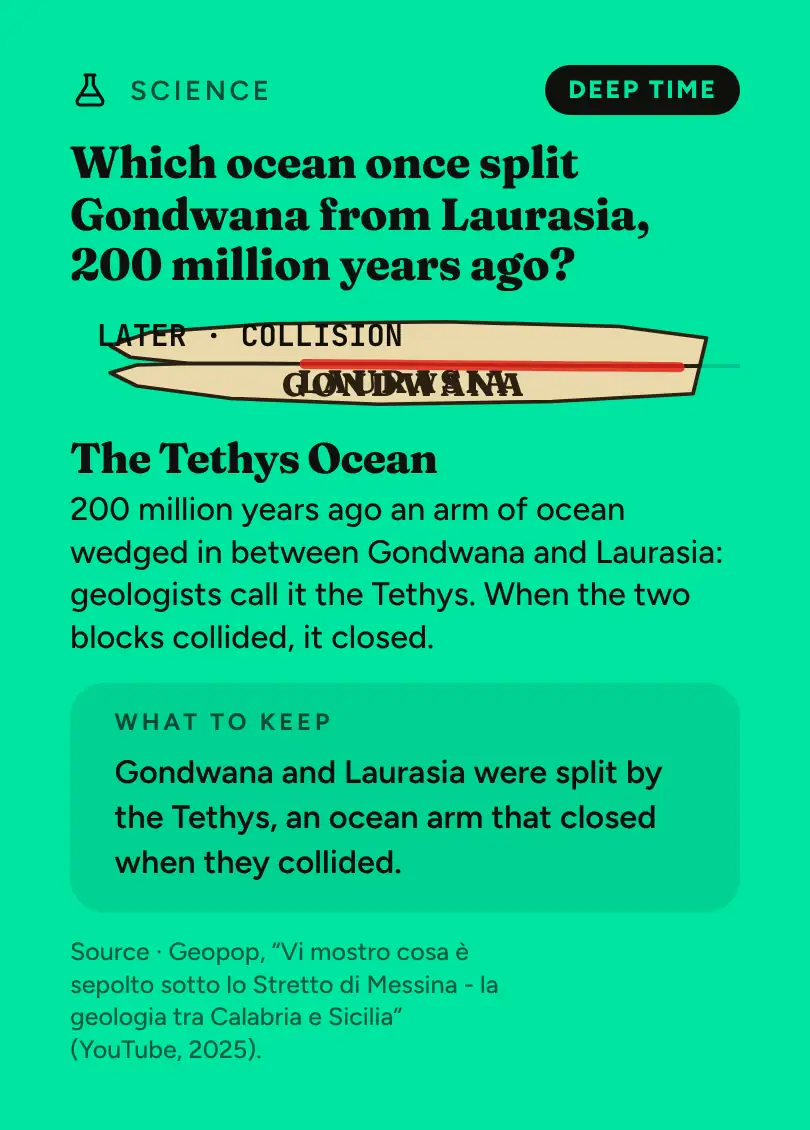 SCIENCE
DEEP TIME
Which ocean once split
Gondwana from Laurasia,
200 million years ago?
LATER · COLLISION
LAURASIA
GONDWANA
The Tethys Ocean
200 million years ago an arm of ocean
wedged in between Gondwana and Laurasia:
geologists call it the Tethys. When the two
blocks collided, it closed.
WHAT TO KEEP
Gondwana and Laurasia were split by
the Tethys, an ocean arm that closed
when they collided.
Source · Geopop, “Vi mostro cosa è
sepolto sotto lo Stretto di Messina - la
geologia tra Calabria e Sicilia”
(YouTube, 2025).